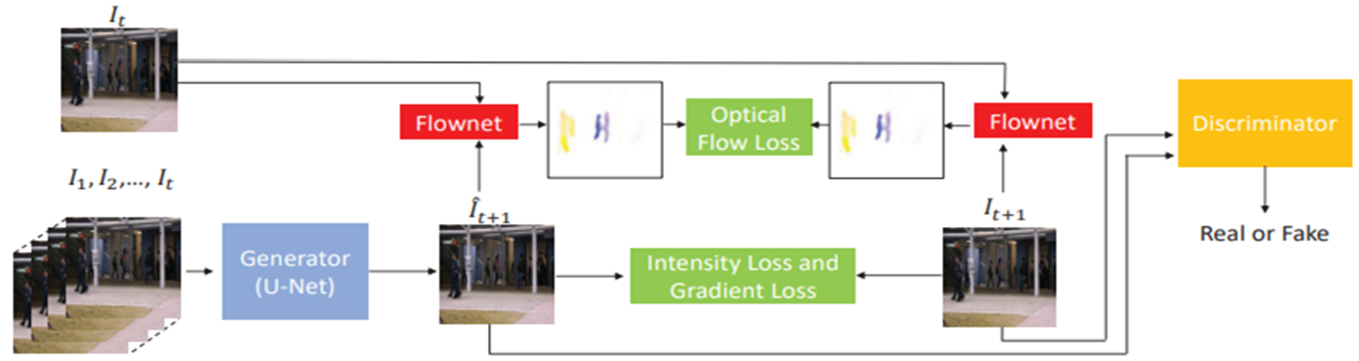 I_t
Flownet
Optical
Flow Loss
Flownet
Discriminator
I_1, I_2,..., I_t
Î_{t+1}
I_{t+1}
Real or Fake
Generator
(U-Net)
Intensity Loss and
Gradient Loss